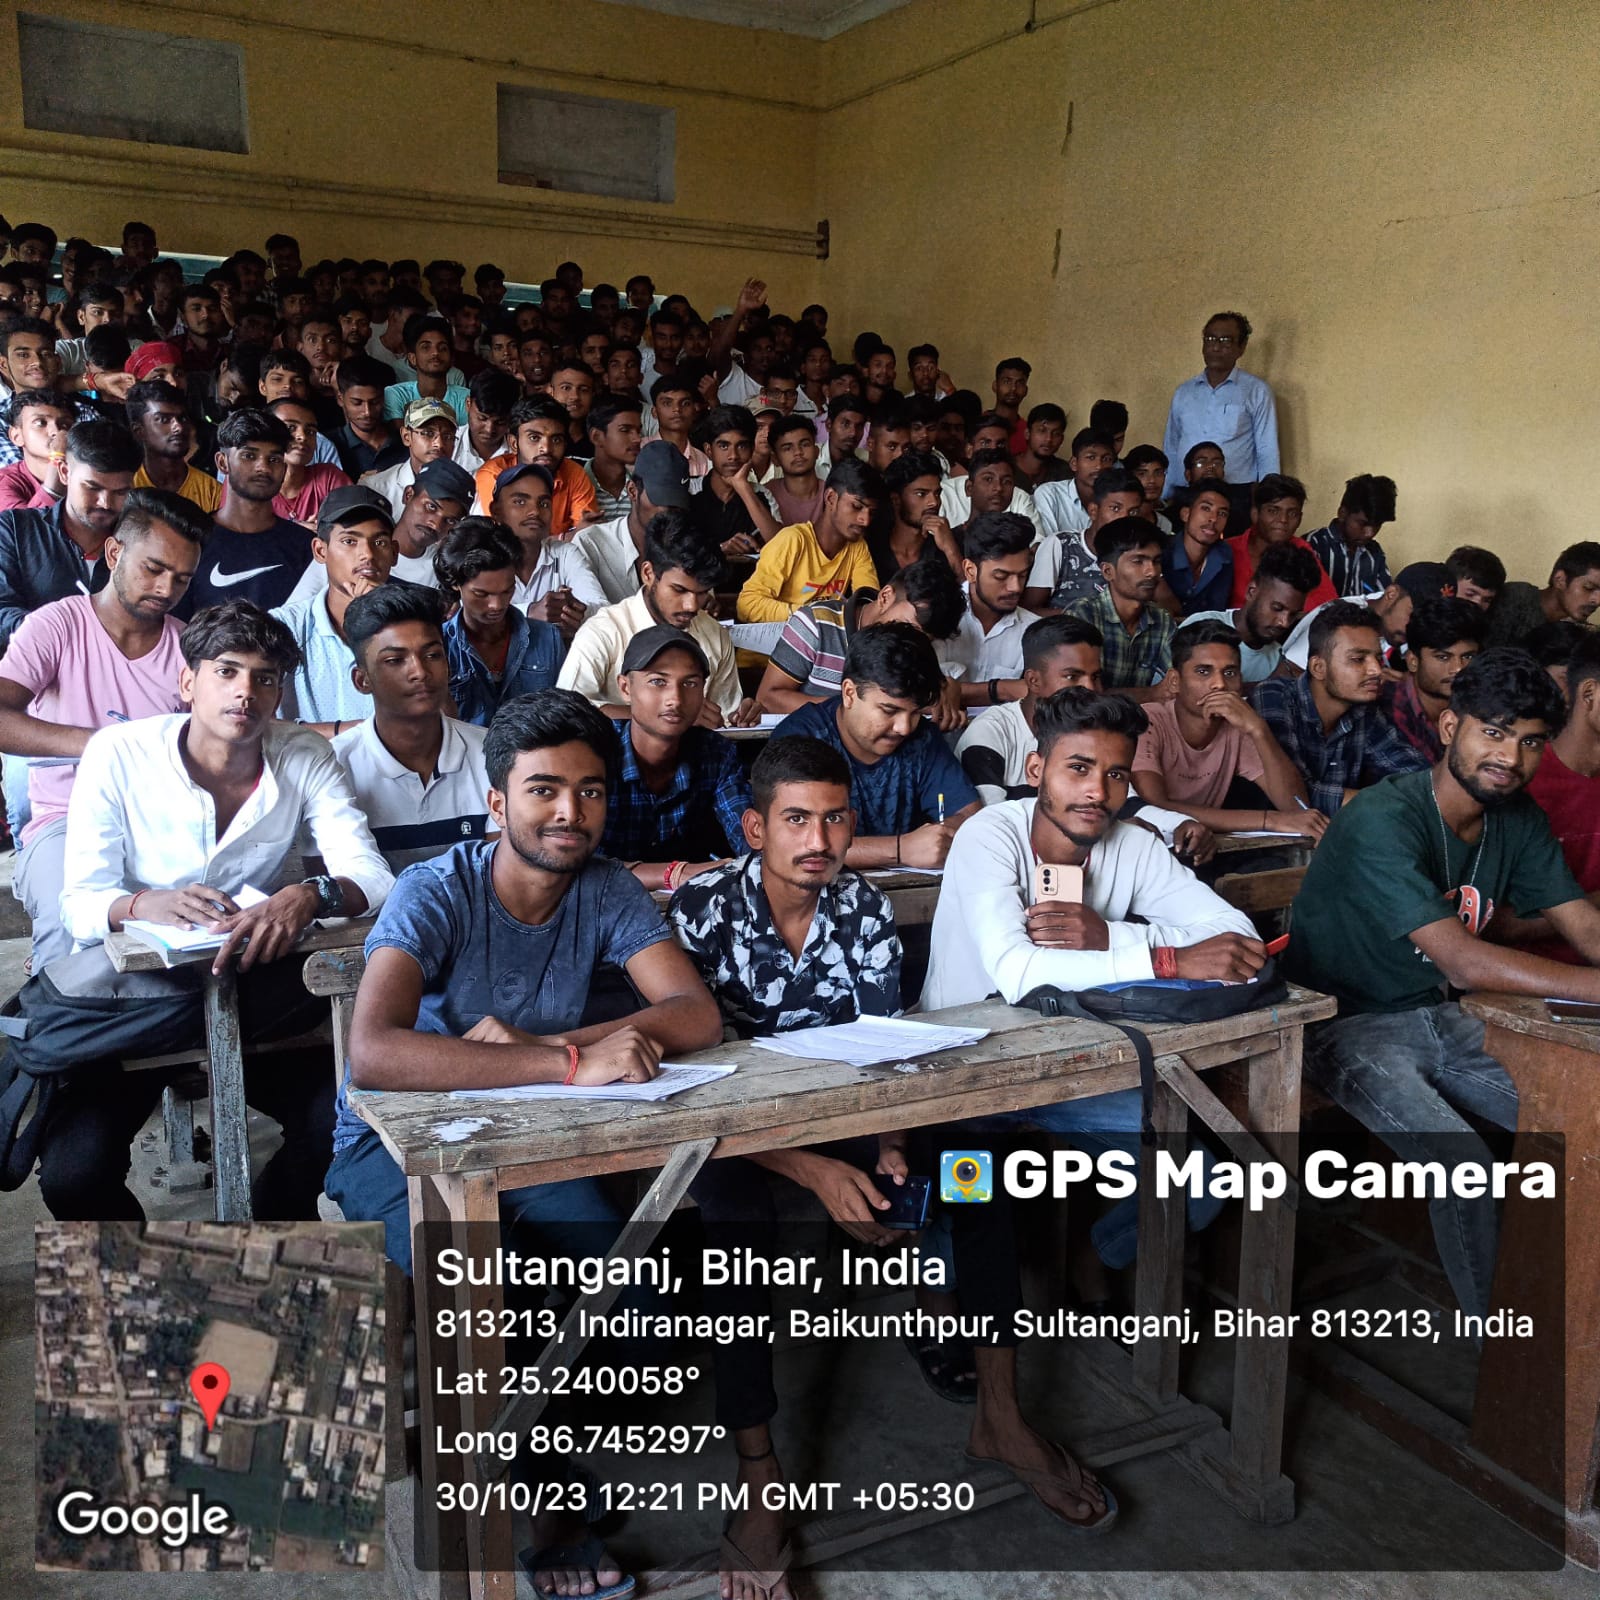 GPS Map Camera
Sultanganj, Bihar, India
813213, Indiranagar, Baikunthpur, Sultanganj, Bihar 813213, India
Lat 25.240058°
Long 86.745297°
30/10/23 12:21 PM GMT +05:30
Google